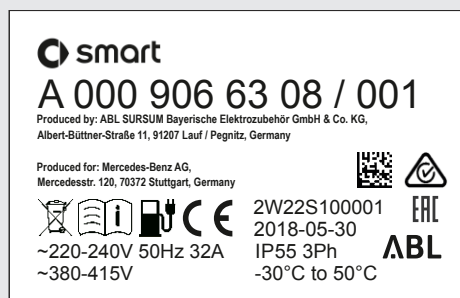 smart
A 000 906 63 08 / 001
Produced by: ABL SURSUM Bayerische Elektrozubehör GmbH & Co. KG,
Albert-Büttner-Straße 11, 91207 Lauf / Pegnitz, Germany
Produced for: Mercedes-Benz AG,
Mercedesstr. 120, 70372 Stuttgart, Germany
i CE
2W22S100001
2018-05-30
EAC
~220-240V 50Hz 32A
IP55 3Ph
ABL
~380-415V
-30°C to 50°C